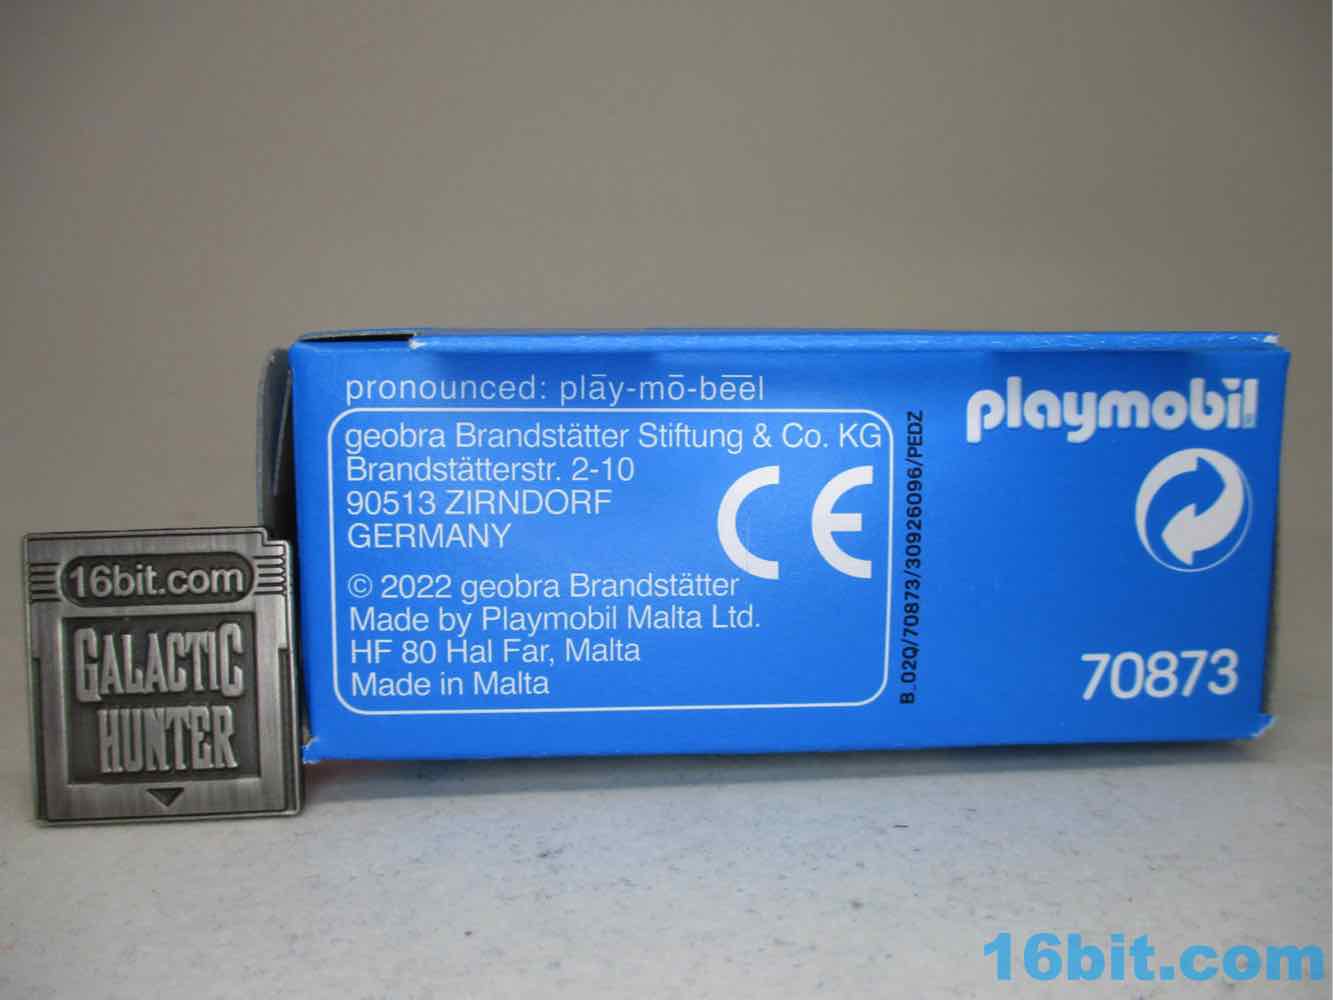 pronounced: plāy-mō-bēēl
geobra Brandstätter Stiftung & Co. KG
Brandstätterstr. 2-10
90513 ZIRNDORF
GERMANY
CE
© 2022 geobra Brandstätter
Made by Playmobil Malta Ltd.
HF 80 Hal Far, Malta
Made in Malta
B_02Q/70873/30926096/PEDZ
playmobil
70873
16bit.com
GALACTIC
HUNTER
16bit.com